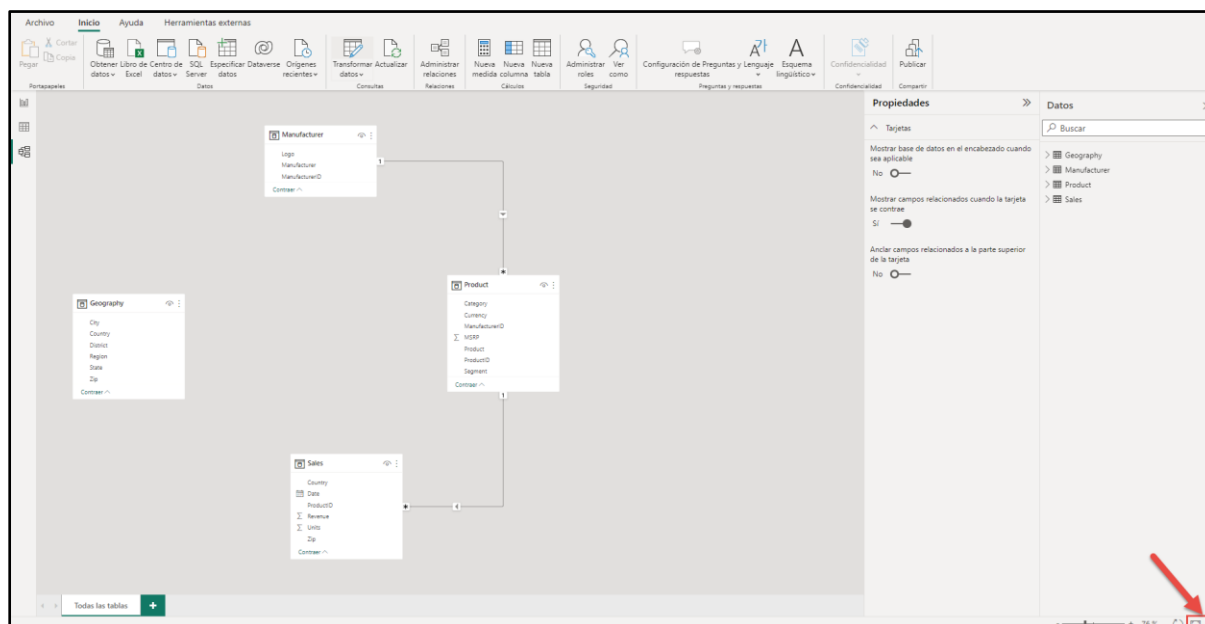 Archivo Inicio Ayuda Herramientas externas
Pegar
Cortar
Copia
Portapapeles
Obtener datos
Libro de Excel
Centro de datos
SQL Server
Especificar datos
Dataverse
Orígenes recientes
Datos
Transformar datos
Actualizar
Consultas
Administrar relaciones
Relaciones
Nueva medida
Nueva columna
Nueva tabla
Cálculos
Administrar roles
Ver como
Seguridad
Configuración de Preguntas y respuestas
Lenguaje
Esquema lingüístico
Preguntas y respuestas
Confidencialidad
Confidencialidad
Publicar
Compartir
Manufacturer
Logo
Manufacturer
ManufacturerID
Contraer
1
*
Geography
City
Country
District
Region
State
Zip
Contraer
Product
Category
Currency
ManufacturerID
Σ MSRP
Product
ProductID
Segment
Contraer
1
*
Sales
Country
Date
ProductID
Σ Revenue
Σ Units
Zip
Contraer
Propiedades
Tarjetas
Mostrar base de datos en el encabezado cuando
sea aplicable
No
Mostrar campos relacionados cuando la tarjeta
se contrae
Sí
Anclar campos relacionados a la parte superior
de la tarjeta
No
Datos
Buscar
Geography
Manufacturer
Product
Sales
Todas las tablas +
- + 76 %